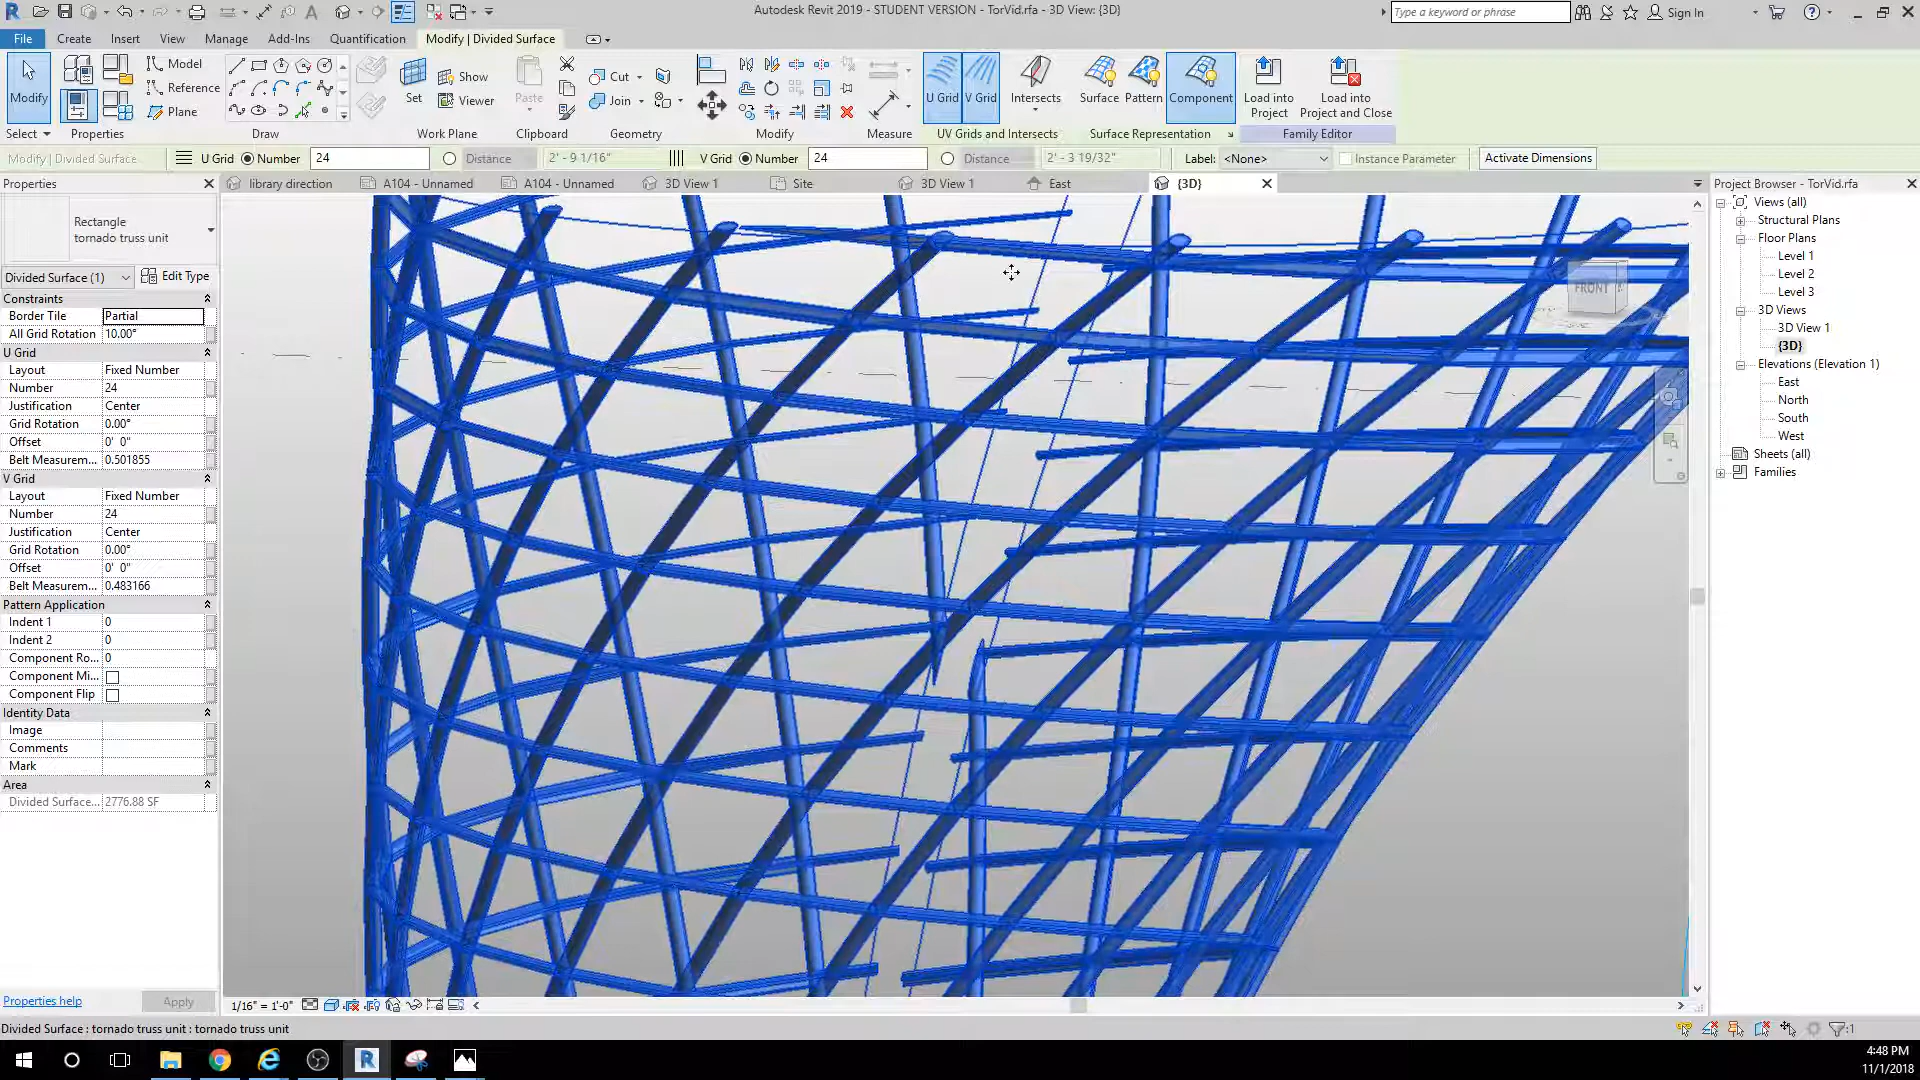 Autodesk Revit 2019 - STUDENT VERSION - TorVid.rfa - 3D View: {3D}
Type a keyword or phrase
Sign In
File Create Insert View Manage Add-Ins Quantification Modify | Divided Surface
Modify Model Reference Plane Set Show Viewer Paste Cut Join U Grid V Grid Intersects Surface Pattern Component Load into Project Load into Project and Close
Select Properties Draw Work Plane Clipboard Geometry Modify Measure UV Grids and Intersects Surface Representation Family Editor
Modify | Divided Surface U Grid Number 24 Distance 2' - 9 1/16" V Grid Number 24 Distance 2' - 3 19/32" Label: <None> Instance Parameter Activate Dimensions
Properties
library direction A104 - Unnamed A104 - Unnamed 3D View 1 Site 3D View 1 East {3D}
Rectangle
tornado truss unit
Divided Surface (1) Edit Type
Constraints
Border Tile Partial
All Grid Rotation 10.00°
U Grid
Layout Fixed Number
Number 24
Justification Center
Grid Rotation 0.00°
Offset 0' 0"
Belt Measurem... 0.501855
V Grid
Layout Fixed Number
Number 24
Justification Center
Grid Rotation 0.00°
Offset 0' 0"
Belt Measurem... 0.483166
Pattern Application
Indent 1 0
Indent 2 0
Component Ro... 0
Component Mi...
Component Flip
Identity Data
Image
Comments
Mark
Area
Divided Surface... 2776.88 SF
Properties help Apply
FRONT
Project Browser - TorVid.rfa
Views (all)
Structural Plans
Floor Plans
Level 1
Level 2
Level 3
3D Views
3D View 1
{3D}
Elevations (Elevation 1)
East
North
South
West
Sheets (all)
Families
1/16" = 1'-0"
Divided Surface : tornado truss unit : tornado truss unit
:1
4:48 PM
11/1/2018